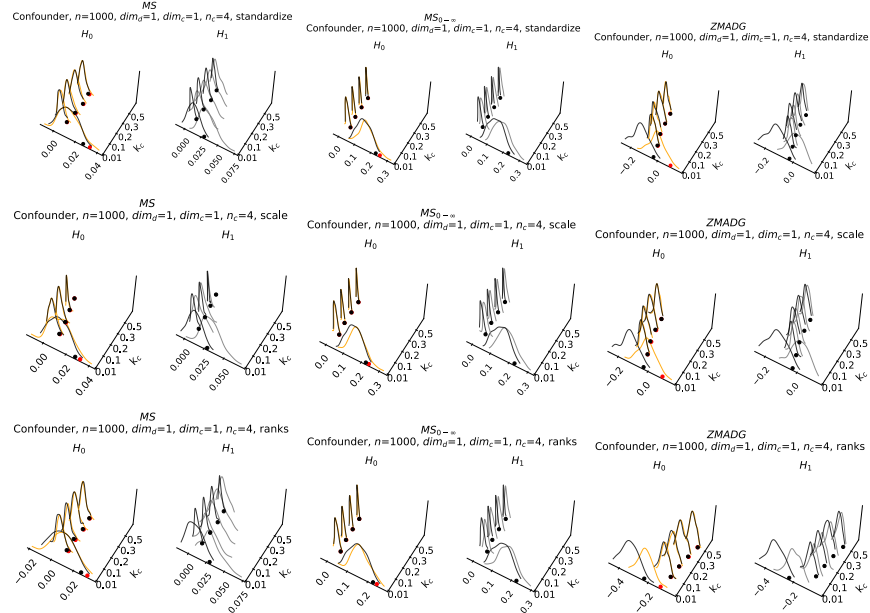 MS
Confounder, n=1000, dim_d=1, dim_c=1, n_c=4, standardize
H_0
H_1
0.00
0.02
0.04
0.01
0.1
0.2
0.3
0.5
k_c
0.000
0.025
0.050
0.075
0.01
0.1
0.2
0.3
0.5
k_c
MS_{0−∞}
Confounder, n=1000, dim_d=1, dim_c=1, n_c=4, standardize
H_0
H_1
0.0
0.1
0.2
0.3
0.01
0.1
0.2
0.3
0.5
k_c
0.0
0.1
0.2
0.3
0.01
0.1
0.2
0.3
0.5
k_c
ZMADG
Confounder, n=1000, dim_d=1, dim_c=1, n_c=4, standardize
H_0
H_1
−0.2
0.0
0.01
0.1
0.2
0.3
0.5
k_c
−0.2
0.0
0.01
0.1
0.2
0.3
0.5
k_c
MS
Confounder, n=1000, dim_d=1, dim_c=1, n_c=4, scale
H_0
H_1
0.00
0.02
0.04
0.01
0.1
0.2
0.3
0.5
k_c
0.000
0.025
0.050
0.01
0.1
0.2
0.3
0.5
k_c
MS_{0−∞}
Confounder, n=1000, dim_d=1, dim_c=1, n_c=4, scale
H_0
H_1
0.0
0.1
0.2
0.3
0.01
0.1
0.2
0.3
0.5
k_c
0.1
0.2
0.3
0.01
0.1
0.2
0.3
0.5
k_c
ZMADG
Confounder, n=1000, dim_d=1, dim_c=1, n_c=4, scale
H_0
H_1
−0.2
0.0
0.01
0.1
0.2
0.3
0.5
k_c
−0.2
0.0
0.01
0.1
0.2
0.3
0.5
k_c
MS
Confounder, n=1000, dim_d=1, dim_c=1, n_c=4, ranks
H_0
H_1
−0.02
0.00
0.02
0.01
0.1
0.2
0.3
0.5
k_c
0.000
0.025
0.050
0.075
0.01
0.1
0.2
0.3
0.5
k_c
MS_{0−∞}
Confounder, n=1000, dim_d=1, dim_c=1, n_c=4, ranks
H_0
H_1
0.0
0.1
0.2
0.01
0.1
0.2
0.3
0.5
k_c
0.0
0.1
0.2
0.01
0.1
0.2
0.3
0.5
k_c
ZMADG
Confounder, n=1000, dim_d=1, dim_c=1, n_c=4, ranks
H_0
H_1
−0.4
−0.2
0.01
0.1
0.2
0.3
0.5
k_c
−0.4
−0.2
0.01
0.1
0.2
0.3
0.5
k_c